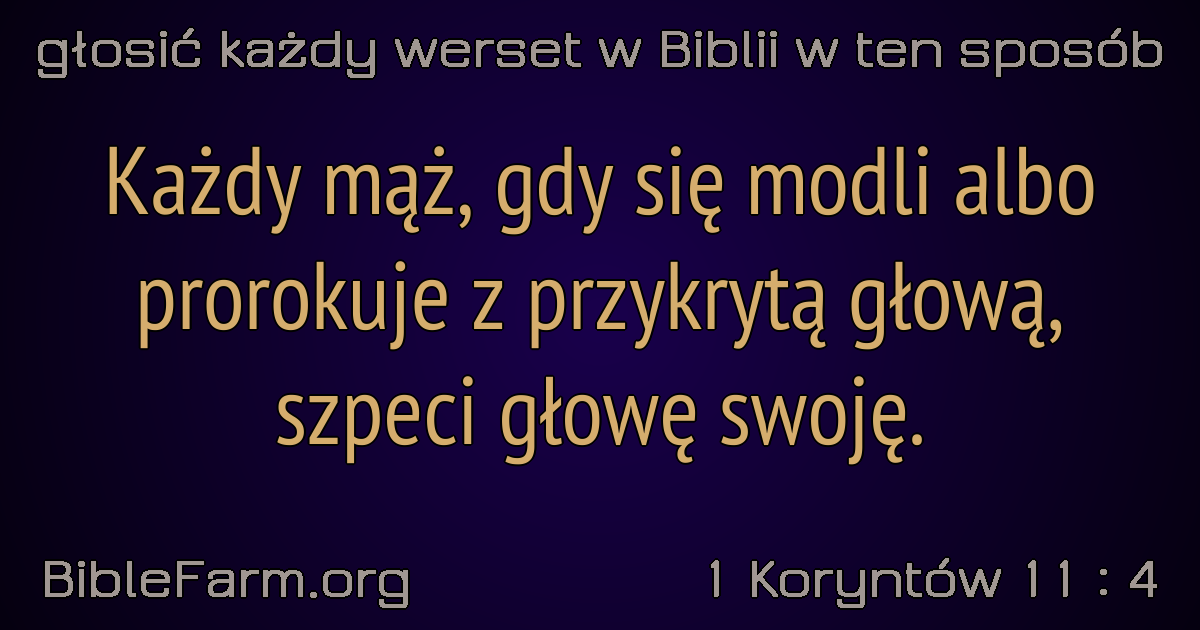 głosić każdy werset w Biblii w ten sposób
Każdy mąż, gdy się modli albo
prorokuje z przykrytą głową,
szpeci głowę swoję.
BibleFarm.org
1 Koryntów 11 : 4